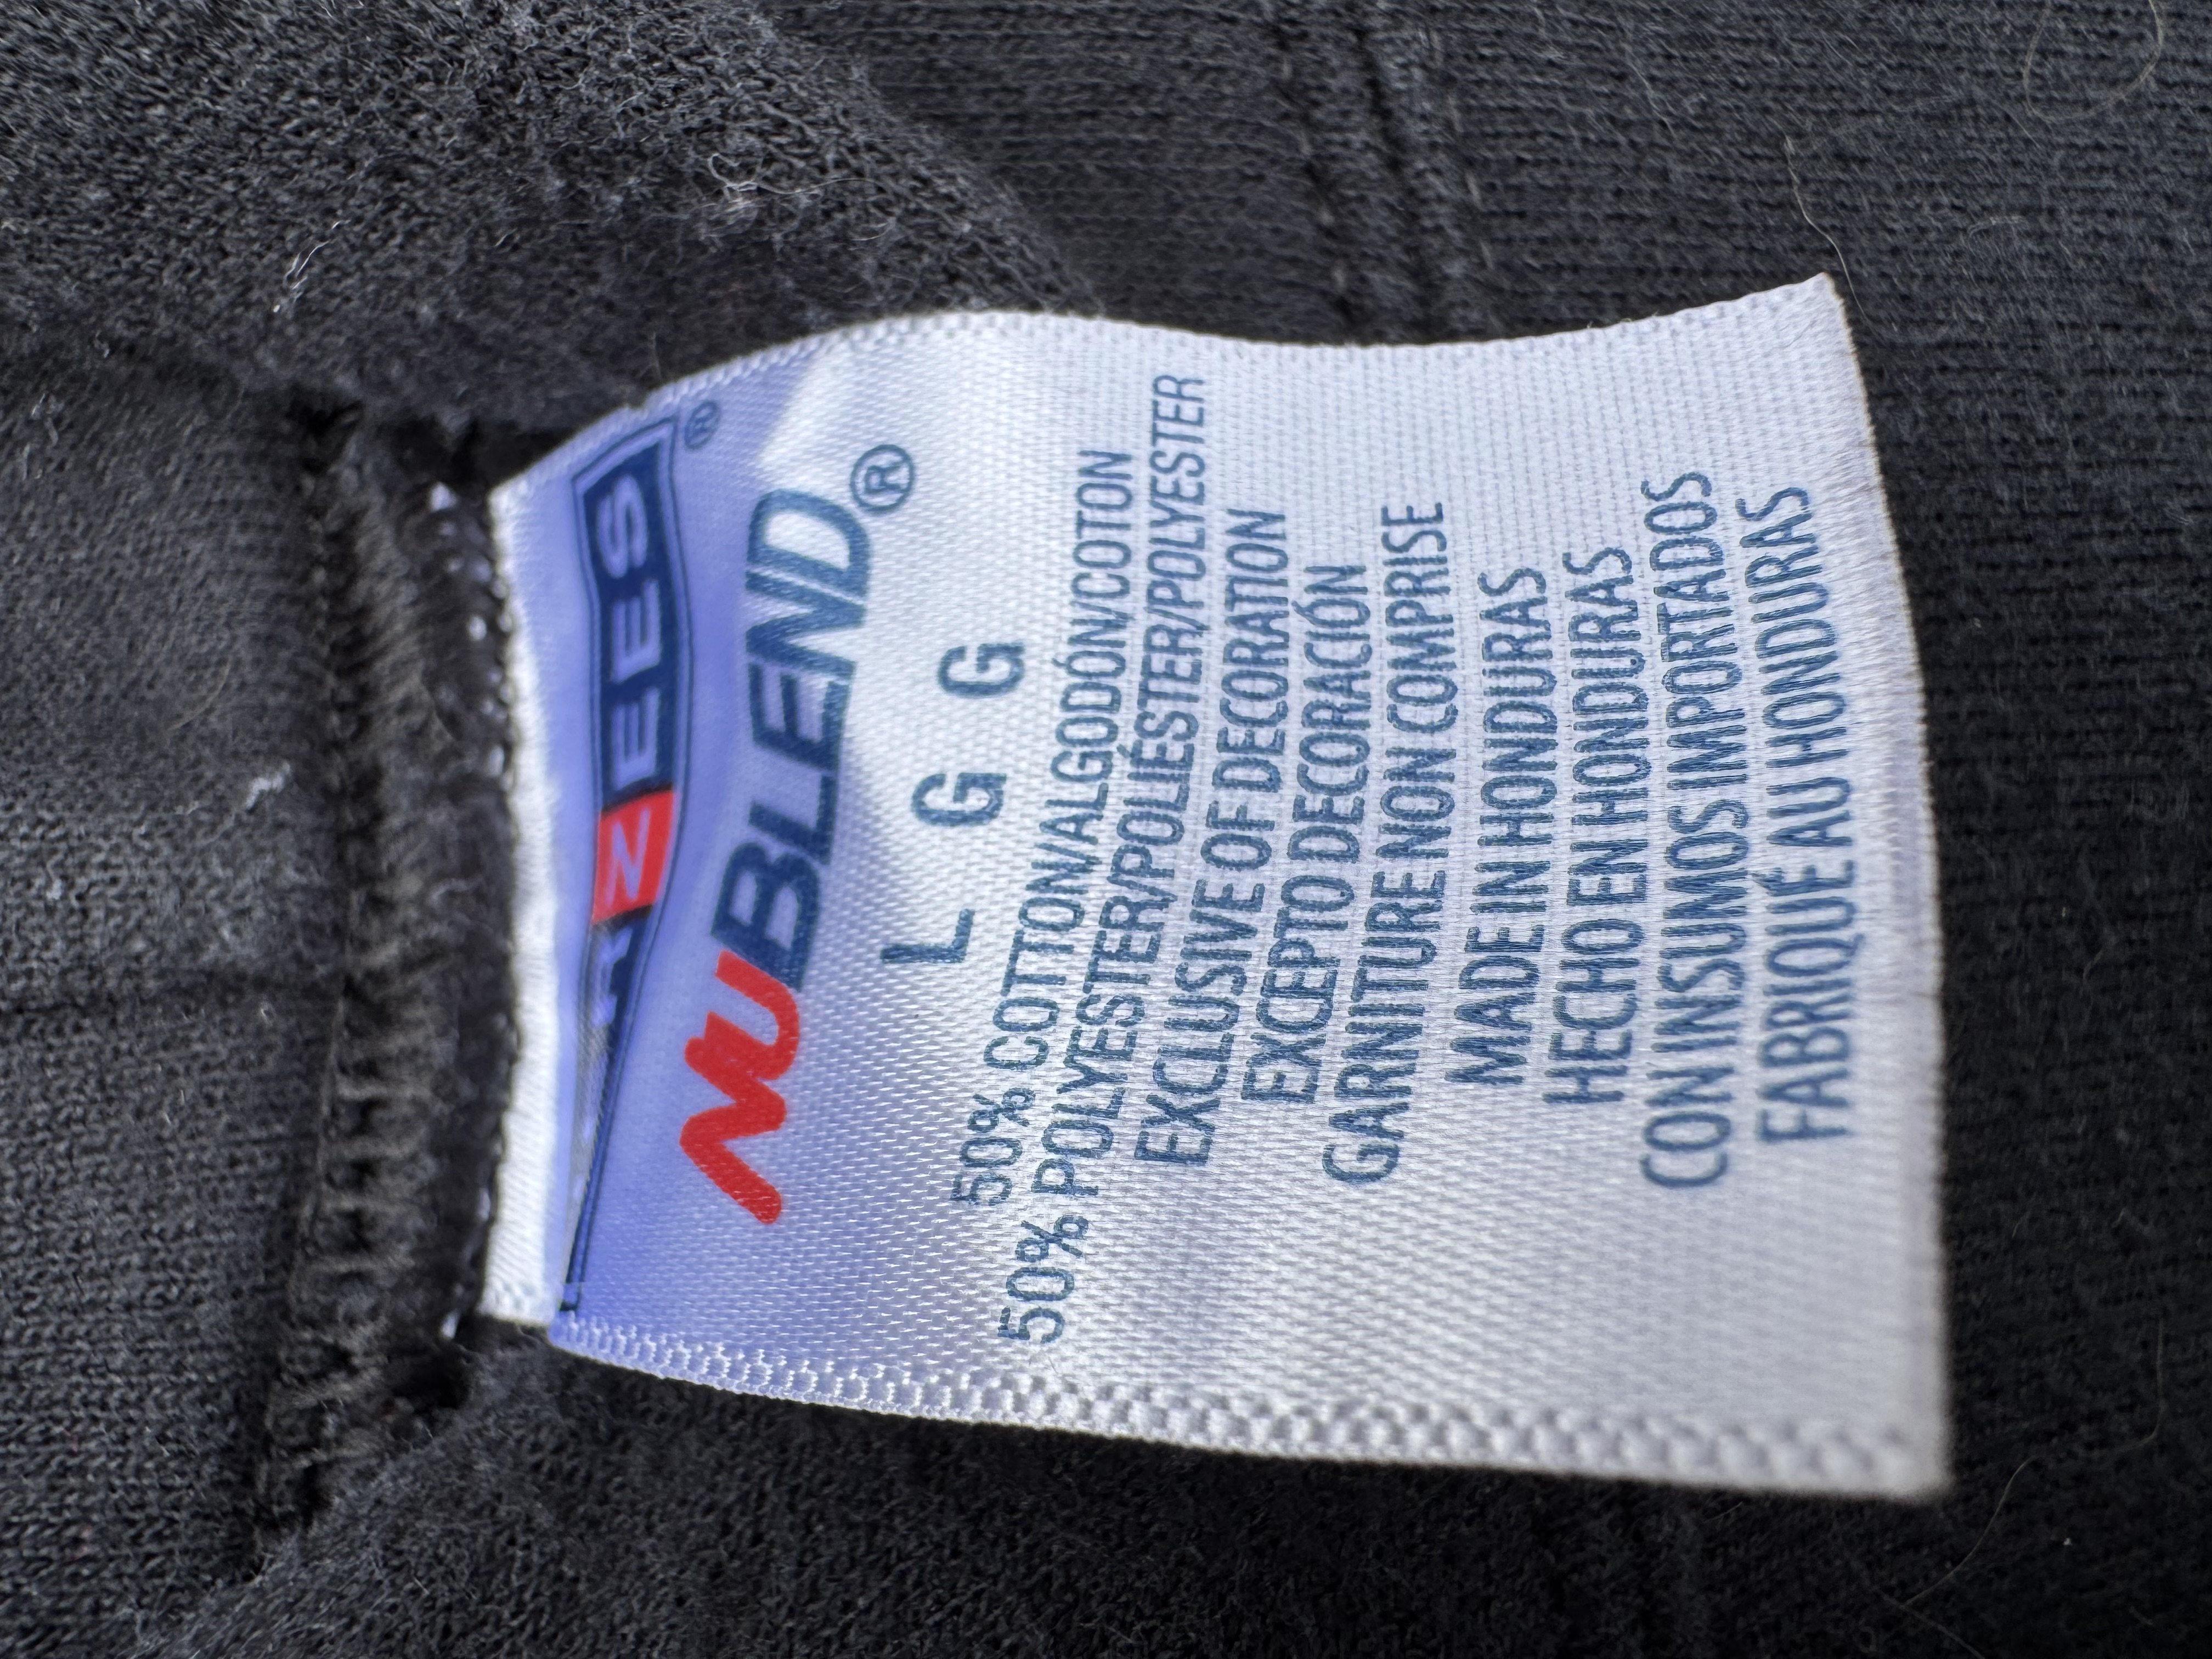 ZEES®
NUBLEND®
L G G
50% COTTON/ALGODÓN/COTON
50% POLYESTER/POLIÉSTER/POLYESTER
EXCLUSIVE OF DECORATION
EXCEPTO DECORACIÓN
GARNITURE NON COMPRISE
MADE IN HONDURAS
HECHO EN HONDURAS
CON INSUMOS IMPORTADOS
FABRIQUÉ AU HONDURAS